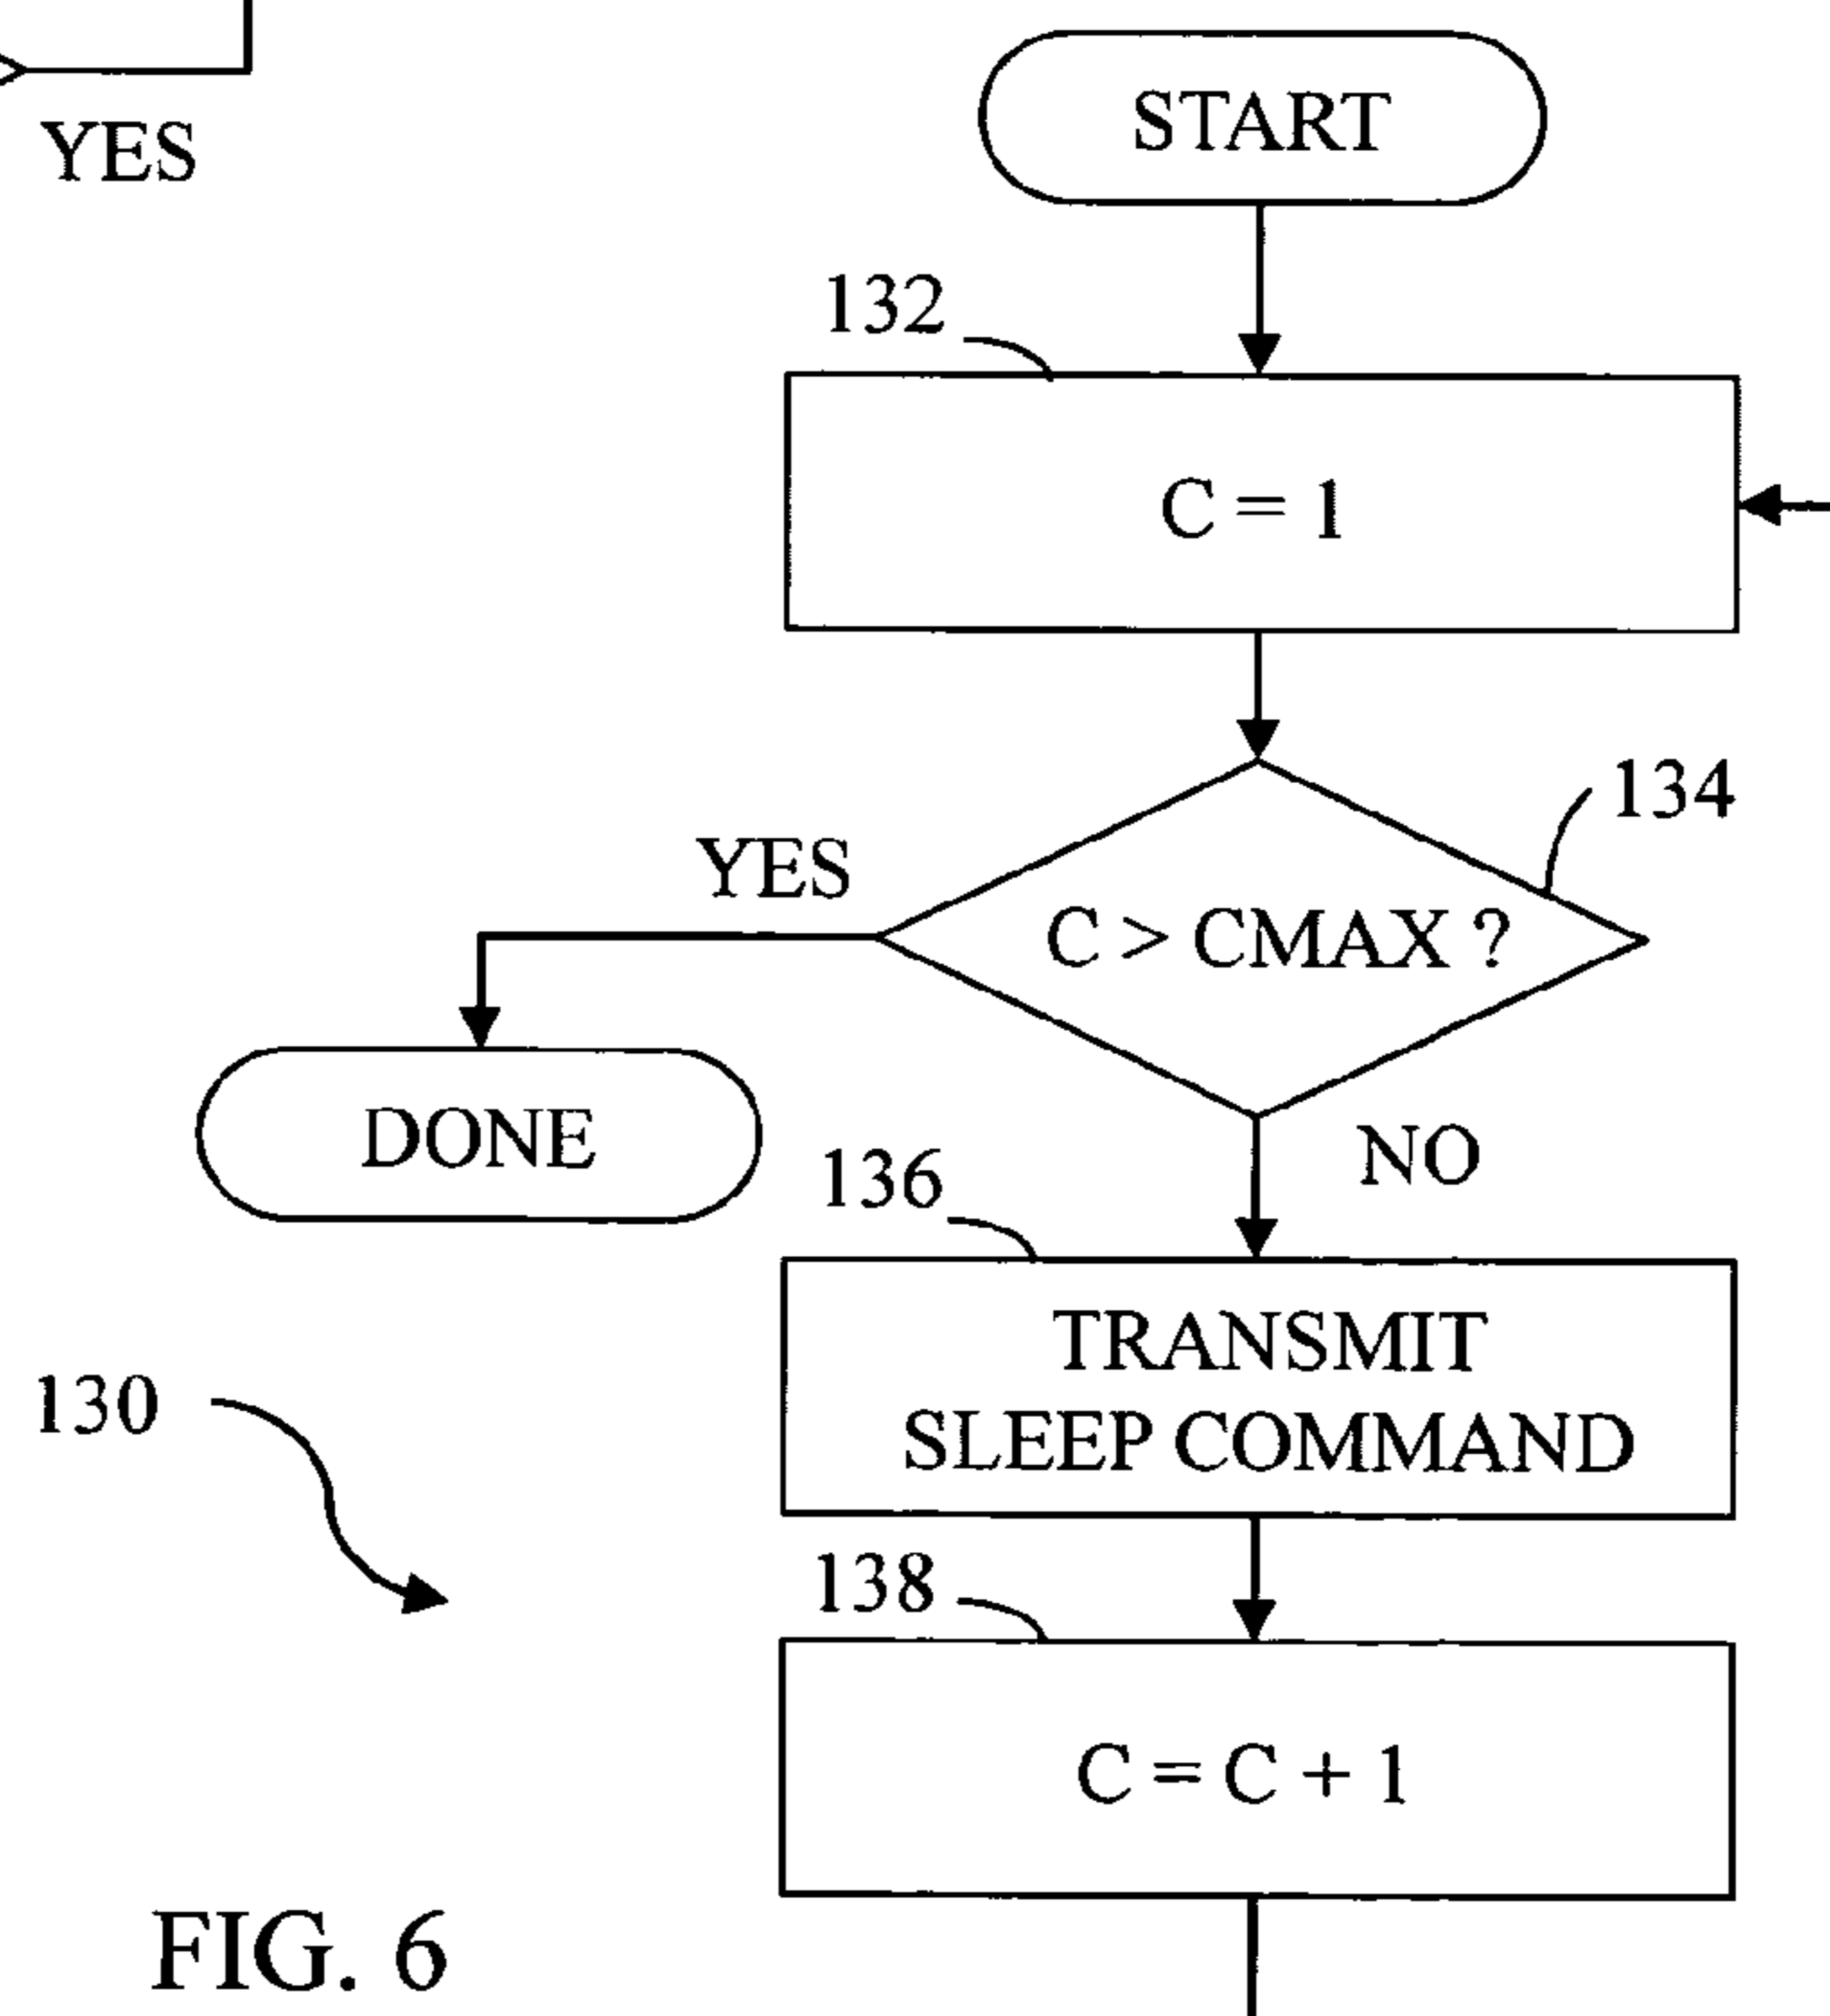 YES
START
132
C = 1
134
YES
C > CMAX ?
DONE
NO
136
TRANSMIT
SLEEP COMMAND
130
138
C = C + 1
FIG. 6